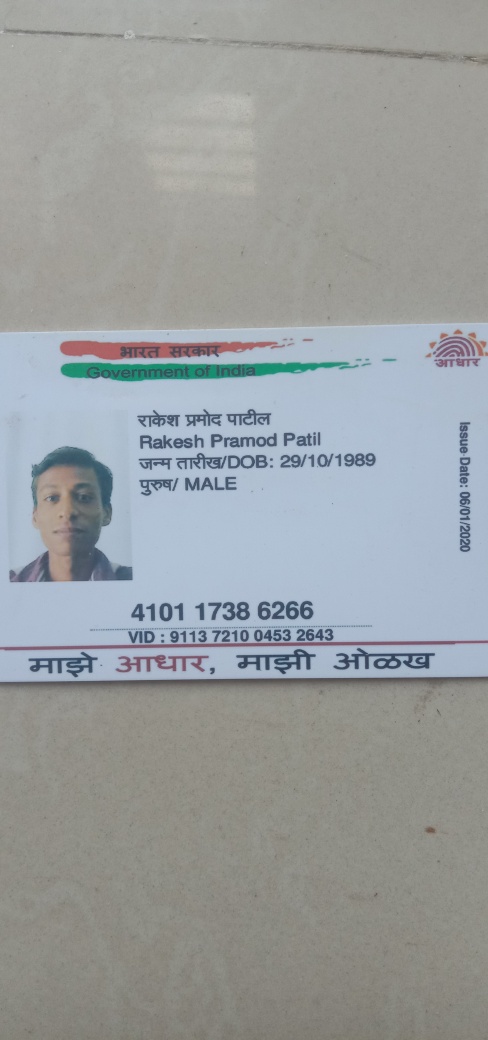 भारत सरकार
Government of India
आधार
राकेश प्रमोद पाटील
Rakesh Pramod Patil
जन्म तारीख/DOB: 29/10/1989
पुरुष/ MALE
Issue Date: 06/01/2020
4101 1738 6266
VID : 9113 7210 0453 2643
माझे आधार, माझी ओळख